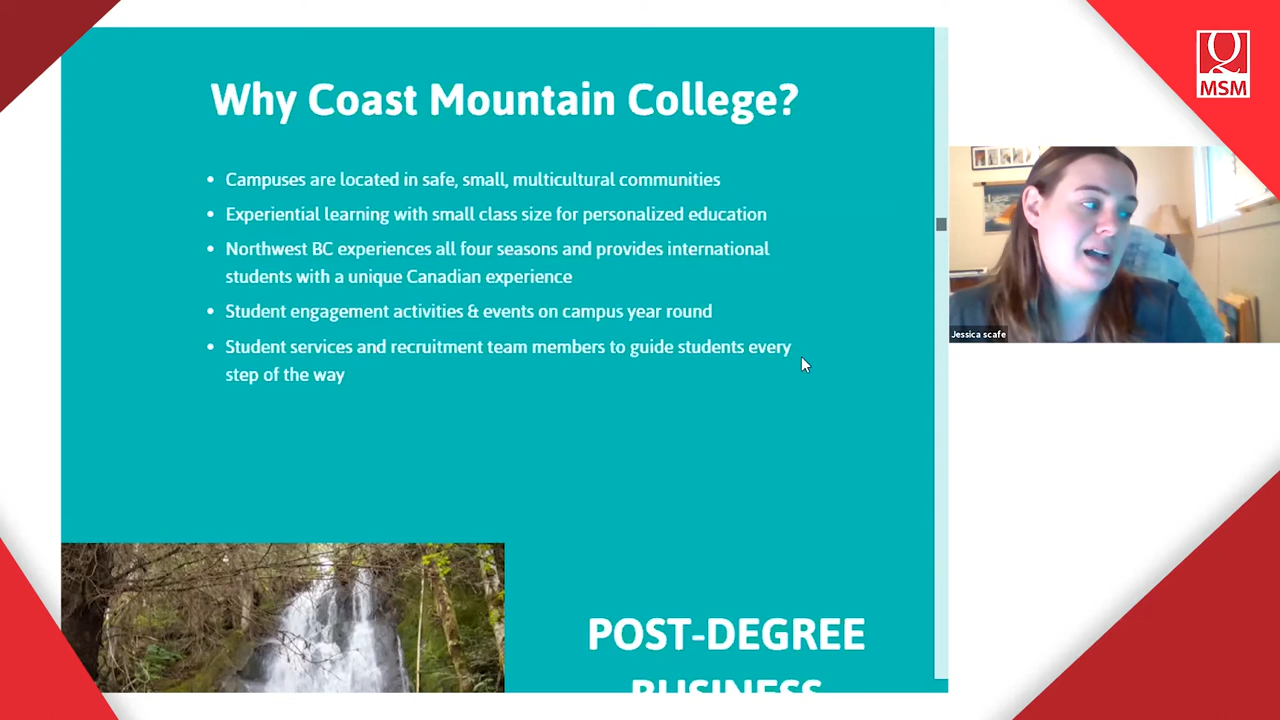 Why Coast Mountain College?
• Campuses are located in safe, small, multicultural communities
• Experiential learning with small class size for personalized education
• Northwest BC experiences all four seasons and provides international
students with a unique Canadian experience
• Student engagement activities & events on campus year round
• Student services and recruitment team members to guide students every
step of the way
POST-DEGREE
BUSINESS
Q
MSM
Jessica scafe